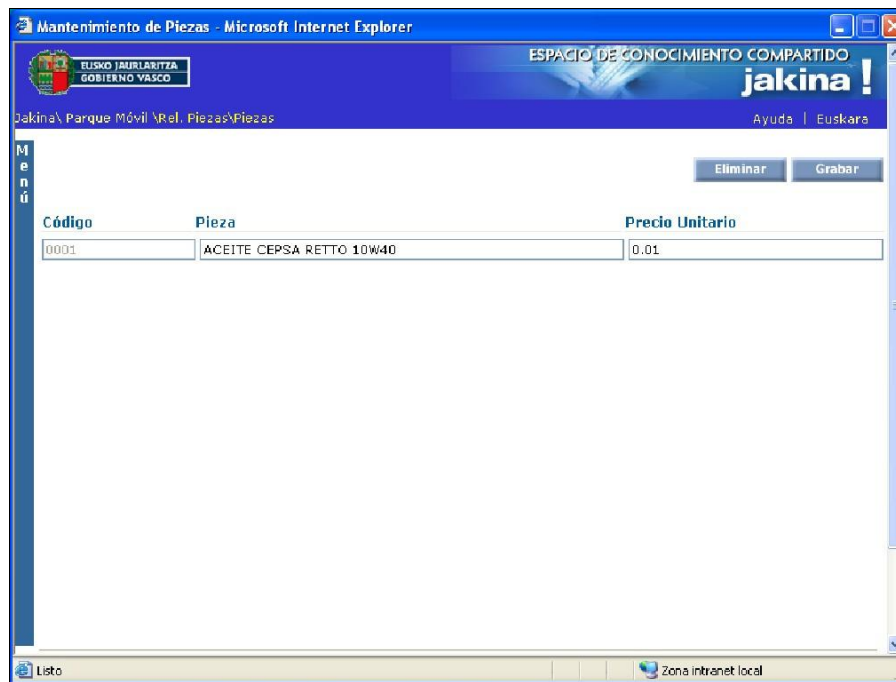 Mantenimiento de Piezas - Microsoft Internet Explorer
EUSKO JAURLARITZA
GOBIERNO VASCO
ESPACIO DE CONOCIMIENTO COMPARTIDO
jakina!
Jakina\ Parque Móvil \Rel. Piezas\Piezas
Ayuda | Euskara
Menú
Eliminar Grabar
Código Pieza Precio Unitario
0001 ACEITE CEPSA RETTO 10W40 0.01
Listo Zona intranet local